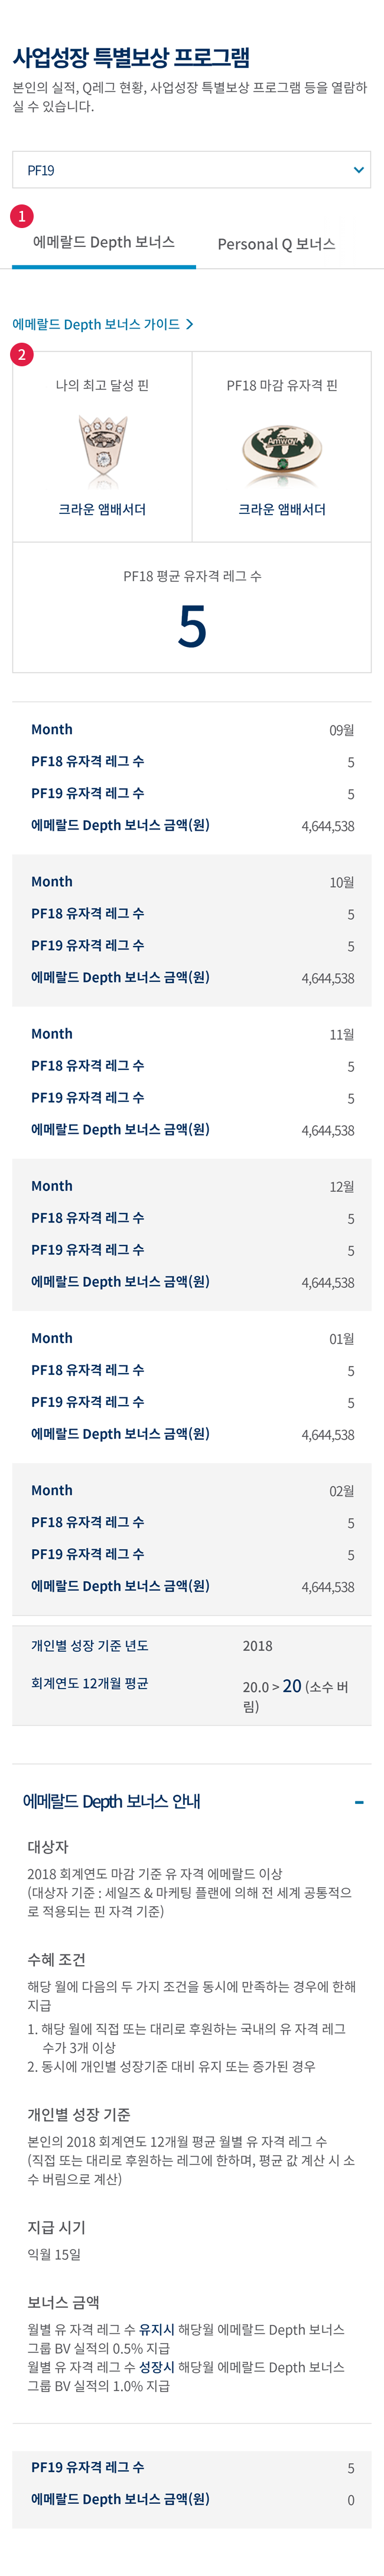 사업성장 특별보상 프로그램
본인의 실적, Q레그 현황, 사업성장 특별보상 프로그램 등을 열람하
실 수 있습니다.
PF19
1
에메랄드 Depth 보너스 Personal Q 보너스
에메랄드 Depth 보너스 가이드
2
나의 최고 달성 핀 PF18 마감 유자격 핀
Amway
크라운 앰배서더 크라운 앰배서더
PF18 평균 유자격 레그 수
5
Month 09월
PF18 유자격 레그 수 5
PF19 유자격 레그 수 5
에메랄드 Depth 보너스 금액(원) 4,644,538
Month 10월
PF18 유자격 레그 수 5
PF19 유자격 레그 수 5
에메랄드 Depth 보너스 금액(원) 4,644,538
Month 11월
PF18 유자격 레그 수 5
PF19 유자격 레그 수 5
에메랄드 Depth 보너스 금액(원) 4,644,538
Month 12월
PF18 유자격 레그 수 5
PF19 유자격 레그 수 5
에메랄드 Depth 보너스 금액(원) 4,644,538
Month 01월
PF18 유자격 레그 수 5
PF19 유자격 레그 수 5
에메랄드 Depth 보너스 금액(원) 4,644,538
Month 02월
PF18 유자격 레그 수 5
PF19 유자격 레그 수 5
에메랄드 Depth 보너스 금액(원) 4,644,538
개인별 성장 기준 년도 2018
회계연도 12개월 평균 20.0 > 20 (소수 버
림)
에메랄드 Depth 보너스 안내
대상자
2018 회계연도 마감 기준 유 자격 에메랄드 이상
(대상자 기준 : 세일즈 & 마케팅 플랜에 의해 전 세계 공통적으
로 적용되는 핀 자격 기준)
수혜 조건
해당 월에 다음의 두 가지 조건을 동시에 만족하는 경우에 한해
지급
1. 해당 월에 직접 또는 대리로 후원하는 국내의 유 자격 레그
수가 3개 이상
2. 동시에 개인별 성장기준 대비 유지 또는 증가된 경우
개인별 성장 기준
본인의 2018 회계연도 12개월 평균 월별 유 자격 레그 수
(직접 또는 대리로 후원하는 레그에 한하며, 평균 값 계산 시 소
수 버림으로 계산)
지급 시기
익월 15일
보너스 금액
월별 유 자격 레그 수 유지시 해당월 에메랄드 Depth 보너스
그룹 BV 실적의 0.5% 지급
월별 유 자격 레그 수 성장시 해당월 에메랄드 Depth 보너스
그룹 BV 실적의 1.0% 지급
PF19 유자격 레그 수 5
에메랄드 Depth 보너스 금액(원) 0